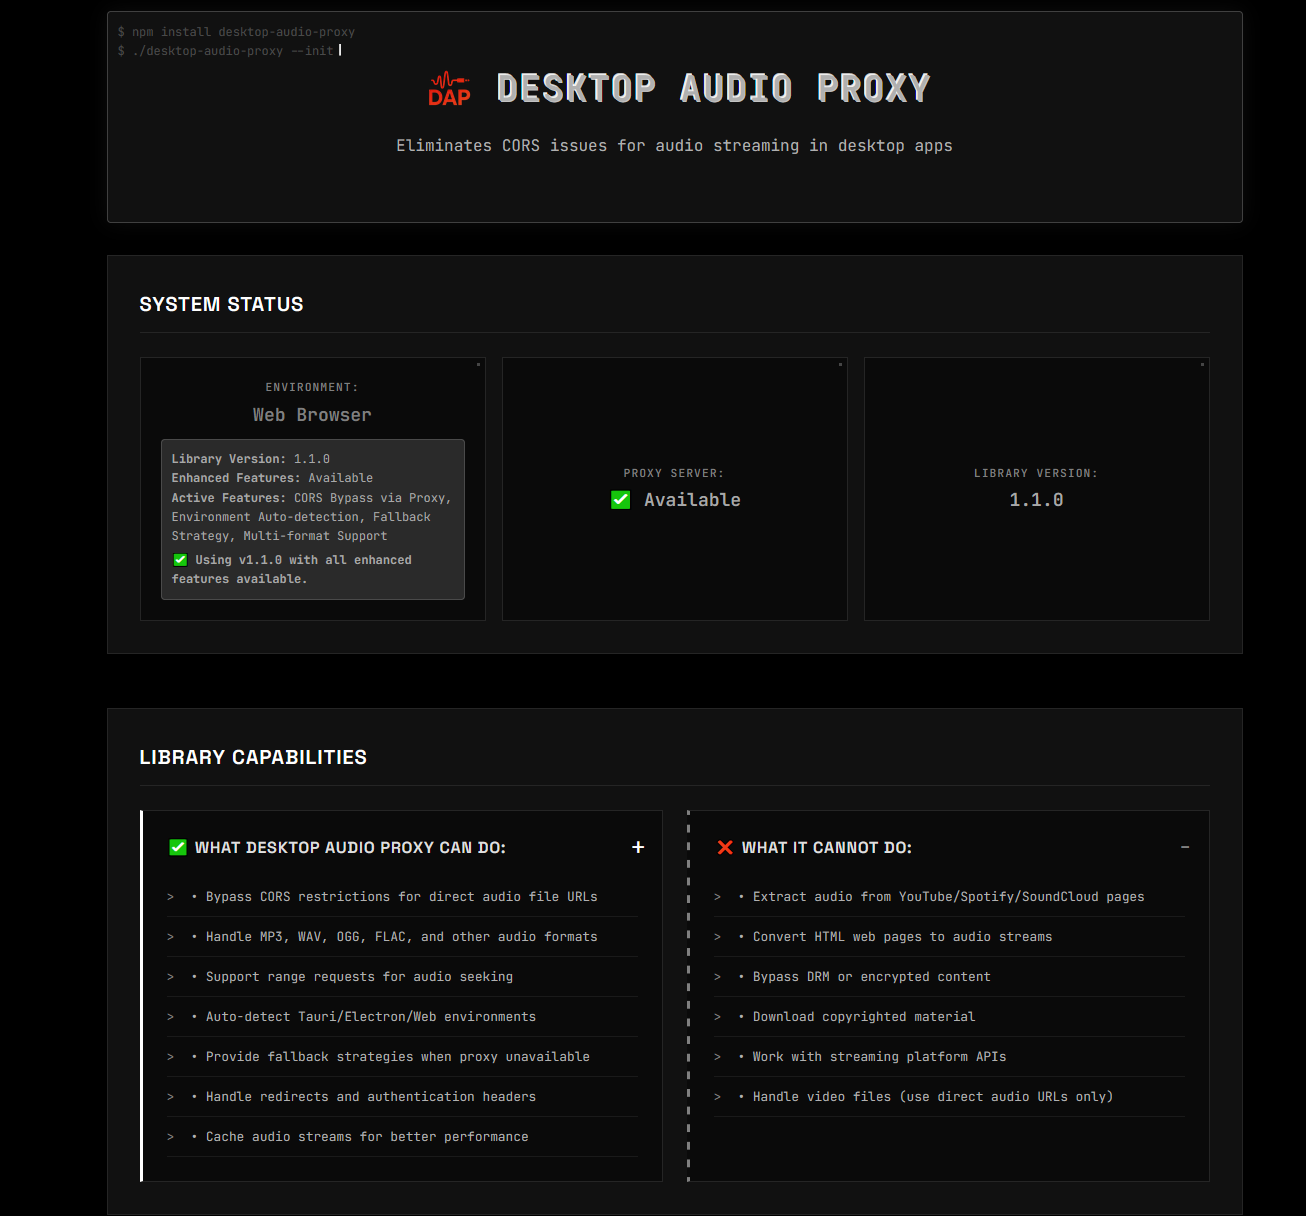 $ npm install desktop-audio-proxy
$ ./desktop-audio-proxy --init
DAP
DESKTOP AUDIO PROXY
Eliminates CORS issues for audio streaming in desktop apps
SYSTEM STATUS
ENVIRONMENT:
Web Browser
Library Version: 1.1.0
Enhanced Features: Available
Active Features: CORS Bypass via Proxy,
Environment Auto-detection, Fallback
Strategy, Multi-format Support
✅ Using v1.1.0 with all enhanced
features available.
PROXY SERVER:
✅ Available
LIBRARY VERSION:
1.1.0
LIBRARY CAPABILITIES
✅ WHAT DESKTOP AUDIO PROXY CAN DO: +
> • Bypass CORS restrictions for direct audio file URLs
> • Handle MP3, WAV, OGG, FLAC, and other audio formats
> • Support range requests for audio seeking
> • Auto-detect Tauri/Electron/Web environments
> • Provide fallback strategies when proxy unavailable
> • Handle redirects and authentication headers
> • Cache audio streams for better performance
❌ WHAT IT CANNOT DO: −
> • Extract audio from YouTube/Spotify/SoundCloud pages
> • Convert HTML web pages to audio streams
> • Bypass DRM or encrypted content
> • Download copyrighted material
> • Work with streaming platform APIs
> • Handle video files (use direct audio URLs only)